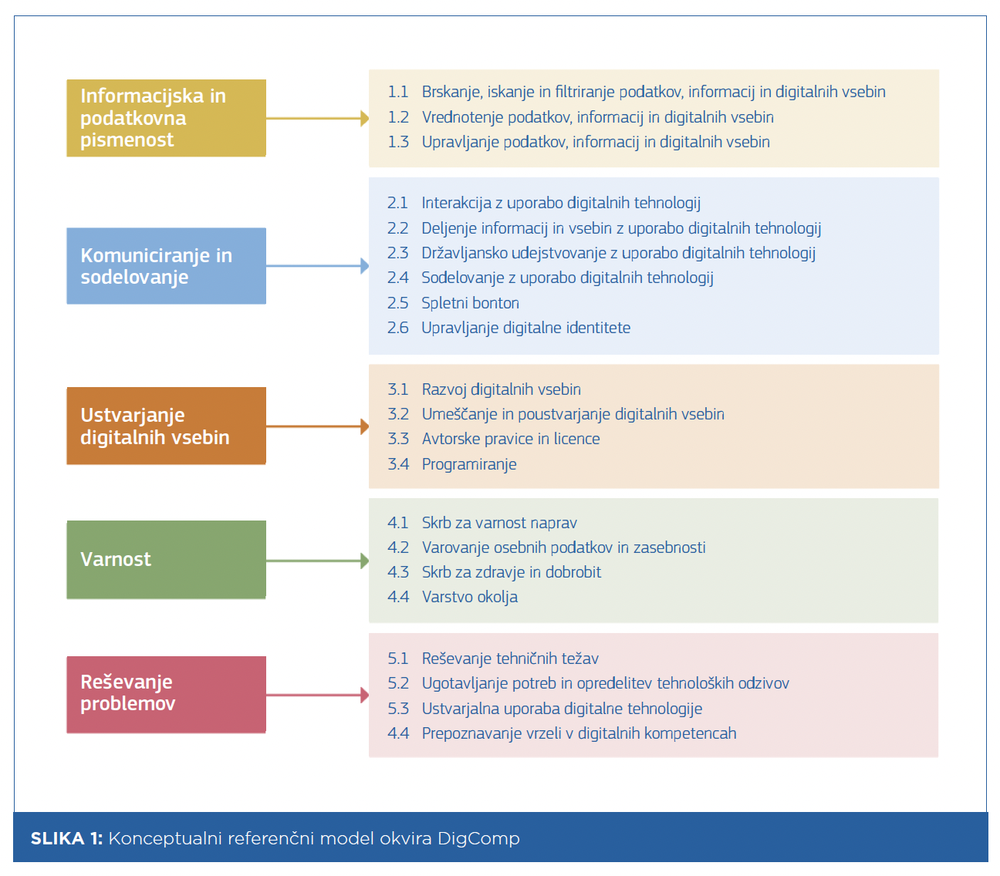 Informacijska in
podatkovna
pismenost
1.1 Brskanje, iskanje in filtriranje podatkov, informacij in digitalnih vsebin
1.2 Vrednotenje podatkov, informacij in digitalnih vsebin
1.3 Upravljanje podatkov, informacij in digitalnih vsebin
Komuniciranje in
sodelovanje
2.1 Interakcija z uporabo digitalnih tehnologij
2.2 Deljenje informacij in vsebin z uporabo digitalnih tehnologij
2.3 Državljansko udejstvovanje z uporabo digitalnih tehnologij
2.4 Sodelovanje z uporabo digitalnih tehnologij
2.5 Spletni bonton
2.6 Upravljanje digitalne identitete
Ustvarjanje
digitalnih vsebin
3.1 Razvoj digitalnih vsebin
3.2 Umeščanje in poustvarjanje digitalnih vsebin
3.3 Avtorske pravice in licence
3.4 Programiranje
Varnost
4.1 Skrb za varnost naprav
4.2 Varovanje osebnih podatkov in zasebnosti
4.3 Skrb za zdravje in dobrobit
4.4 Varstvo okolja
Reševanje
problemov
5.1 Reševanje tehničnih težav
5.2 Ugotavljanje potreb in opredelitev tehnoloških odzivov
5.3 Ustvarjalna uporaba digitalne tehnologije
4.4 Prepoznavanje vrzeli v digitalnih kompetencah
SLIKA 1: Konceptualni referenčni model okvira DigComp